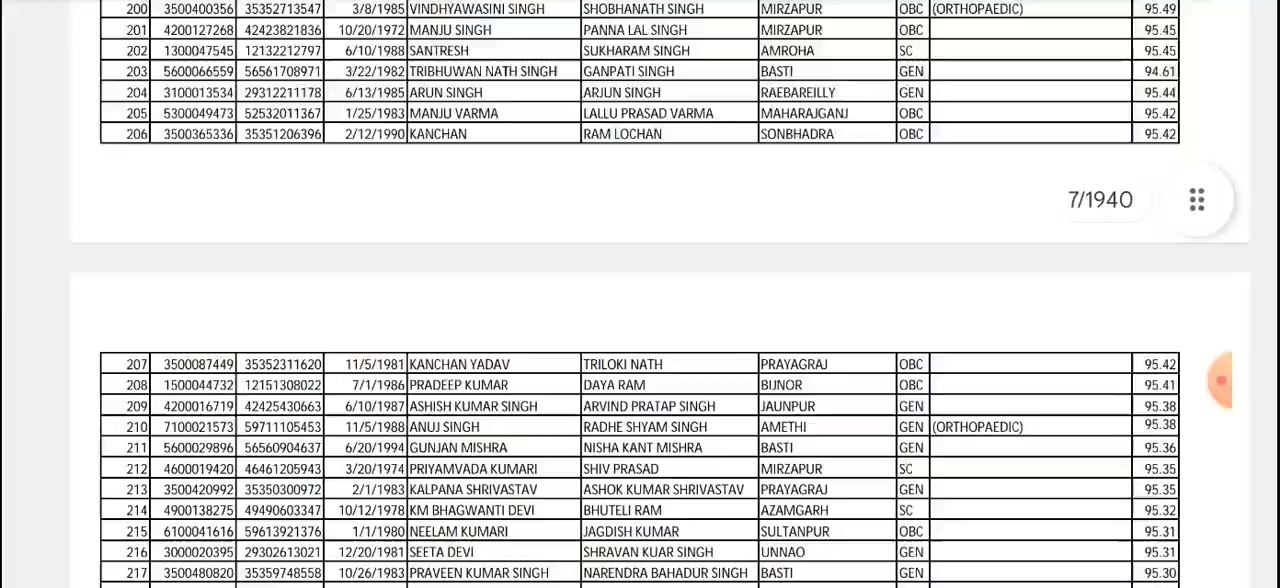 200 3500400356 35352713547 3/8/1985 VINDHYAWASINI SINGH SHOBHANATH SINGH MIRZAPUR OBC (ORTHOPAEDIC) 95.49
201 4200127268 42423821836 10/20/1972 MANJU SINGH PANNA LAL SINGH MIRZAPUR OBC 95.45
202 1300047545 12132212797 6/10/1988 SANTRESH SUKHARAM SINGH AMROHA SC 95.45
203 5600066559 56561708971 3/22/1982 TRIBHUWAN NATH SINGH GANPATI SINGH BASTI GEN 94.61
204 3100013534 29312211178 6/13/1985 ARUN SINGH ARJUN SINGH RAEBAREILLY GEN 95.44
205 5300049473 52532011367 1/25/1983 MANJU VARMA LALLU PRASAD VARMA MAHARAJGANJ OBC 95.42
206 3500365336 35351206396 2/12/1990 KANCHAN RAM LOCHAN SONBHADRA OBC 95.42
7/1940
207 3500087449 35352311620 11/5/1981 KANCHAN YADAV TRILOKI NATH PRAYAGRAJ OBC 95.42
208 1500044732 12151308022 7/1/1986 PRADEEP KUMAR DAYA RAM BIJNOR OBC 95.41
209 4200016719 42425430663 6/10/1987 ASHISH KUMAR SINGH ARVIND PRATAP SINGH JAUNPUR GEN 95.38
210 7100021573 59711105453 11/5/1988 ANUJ SINGH RADHE SHYAM SINGH AMETHI GEN (ORTHOPAEDIC) 95.38
211 5600029896 56560904637 6/20/1994 GUNJAN MISHRA NISHA KANT MISHRA BASTI GEN 95.36
212 4600019420 46461205943 3/20/1974 PRIYAMVADA KUMARI SHIV PRASAD MIRZAPUR SC 95.35
213 3500420992 35350300972 2/1/1983 KALPANA SHRIVASTAV ASHOK KUMAR SHRIVASTAV PRAYAGRAJ GEN 95.35
214 4900138275 49490603347 10/12/1978 KM BHAGWANTI DEVI BHUTELI RAM AZAMGARH SC 95.32
215 6100041616 59613921376 1/1/1980 NEELAM KUMARI JAGDISH KUMAR SULTANPUR OBC 95.31
216 3000020395 29302613021 12/20/1981 SEETA DEVI SHRAVAN KUAR SINGH UNNAO GEN 95.31
217 3500480820 35359748558 10/26/1983 PRAVEEN KUMAR SINGH NARENDRA BAHADUR SINGH BASTI GEN 95.30